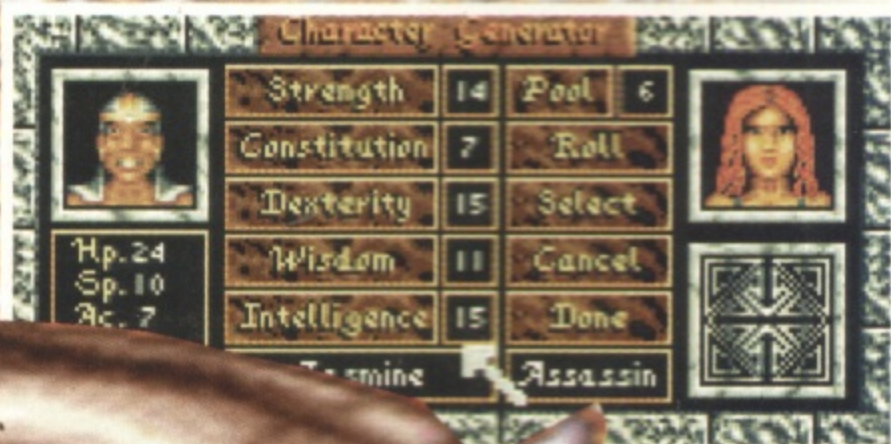 Character Generator
Strength 14 Pool 6
Constitution 7 Roll
Dexterity 15 Select
Hp.24 Wisdom 11 Cancel
Sp.10
Ac. 7 Intelligence 15 Done
Assassin